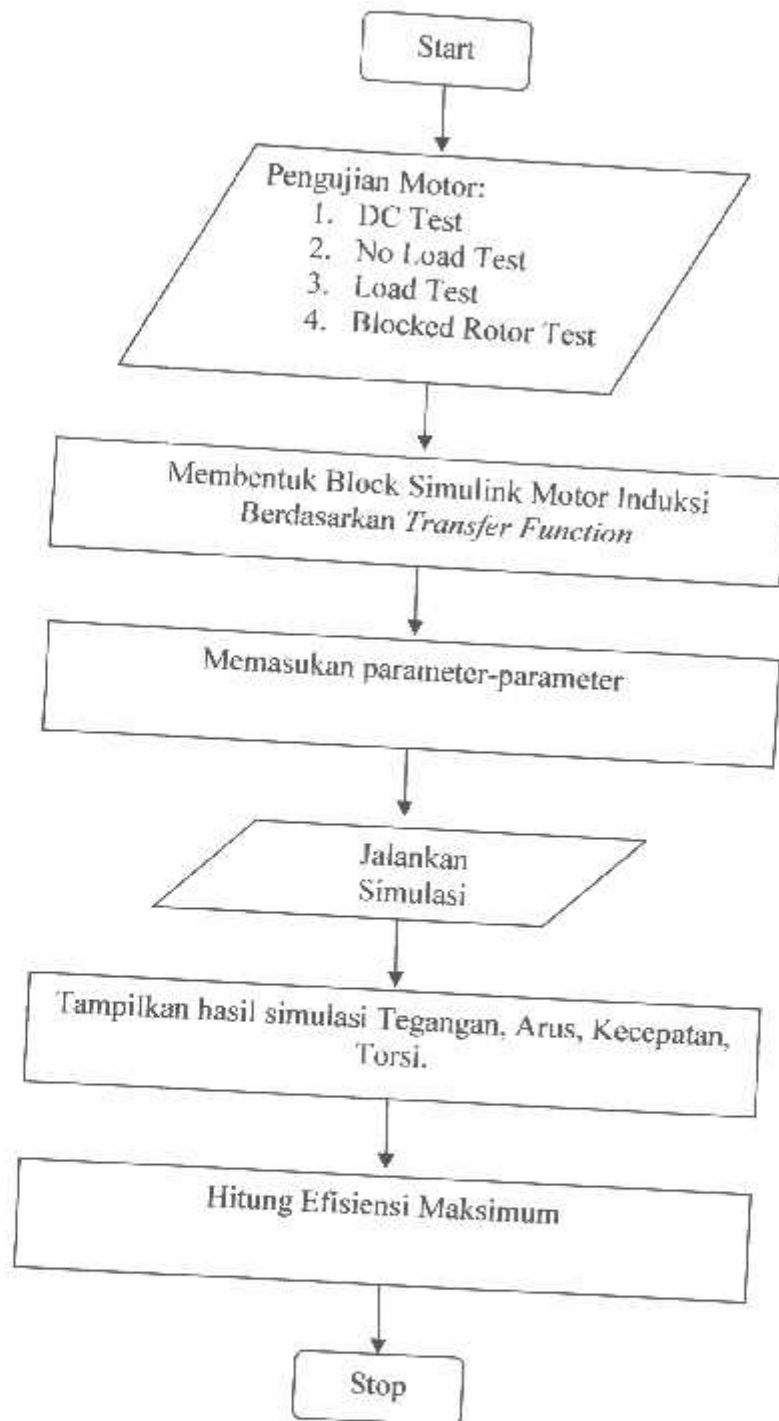 Start
Pengujian Motor:
1. DC Test
2. No Load Test
3. Load Test
4. Blocked Rotor Test
Membentuk Block Simulink Motor Induksi
Berdasarkan Transfer Function
Memasukan parameter-parameter
Jalankan
Simulasi
Tampilkan hasil simulasi Tegangan, Arus, Kecepatan,
Torsi.
Hitung Efisiensi Maksimum
Stop